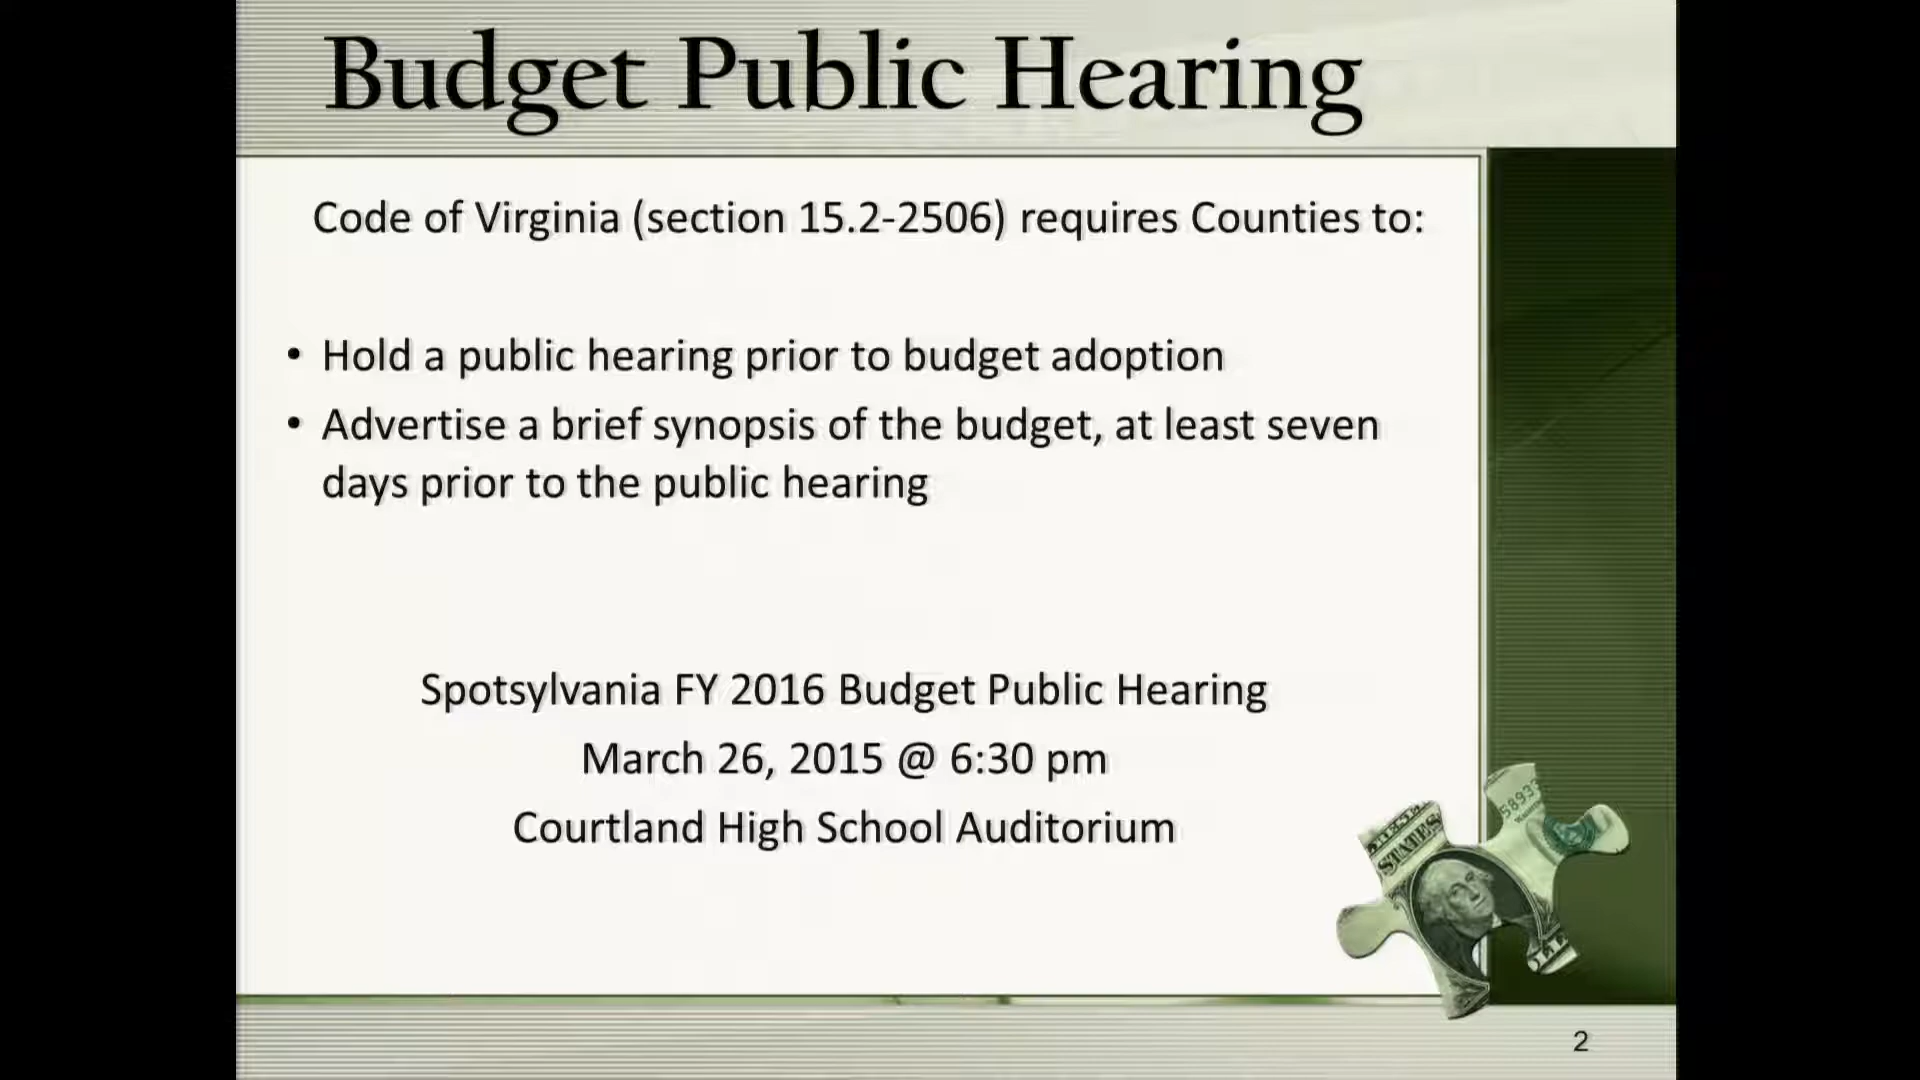 Budget Public Hearing
Code of Virginia (section 15.2-2506) requires Counties to:
• Hold a public hearing prior to budget adoption
• Advertise a brief synopsis of the budget, at least seven
days prior to the public hearing
Spotsylvania FY 2016 Budget Public Hearing
March 26, 2015 @ 6:30 pm
Courtland High School Auditorium
STATES
2